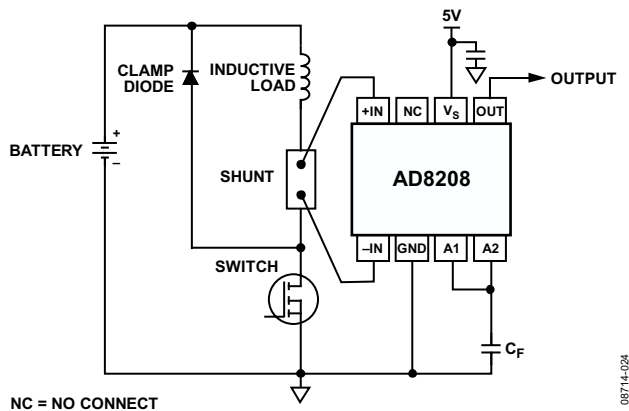 5V
CLAMP
DIODE
INDUCTIVE
LOAD
OUTPUT
+IN
NC
VS
OUT
BATTERY
+
–
SHUNT
AD8208
–IN
GND
A1
A2
SWITCH
CF
NC = NO CONNECT
08714-024